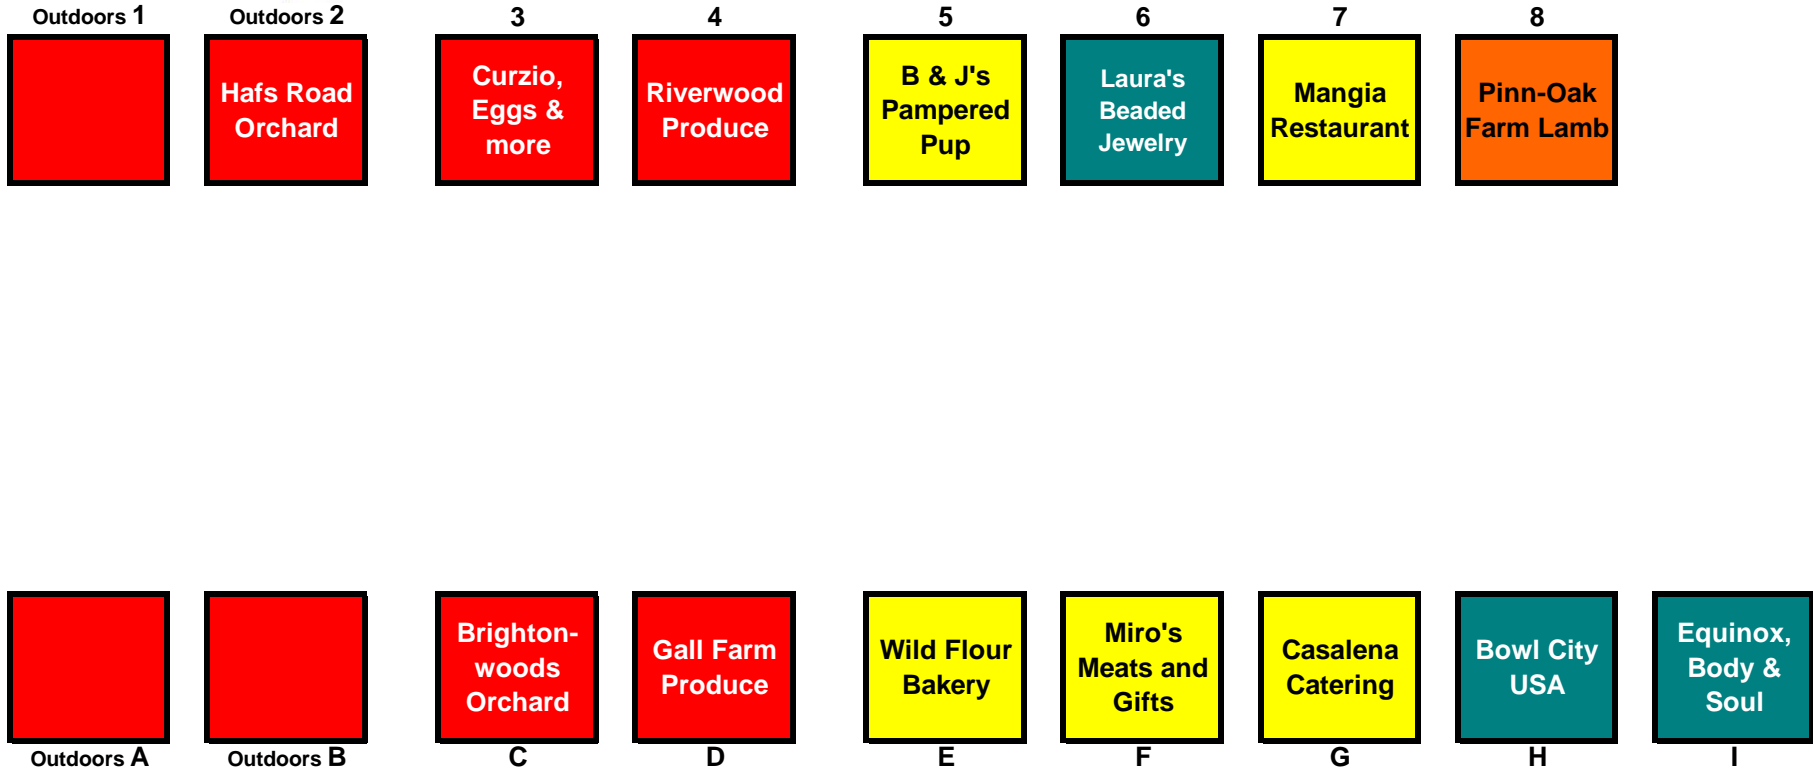 Outdoors 1
Outdoors 2
3
4
5
6
7
8
Hafs Road
Orchard
Curzio,
Eggs &
more
Riverwood
Produce
B & J's
Pampered
Pup
Laura's
Beaded
Jewelry
Mangia
Restaurant
Pinn-Oak
Farm Lamb
Brighton-
woods
Orchard
Gall Farm
Produce
Wild Flour
Bakery
Miro's
Meats and
Gifts
Casalena
Catering
Bowl City
USA
Equinox,
Body &
Soul
Outdoors A
Outdoors B
C
D
E
F
G
H
I